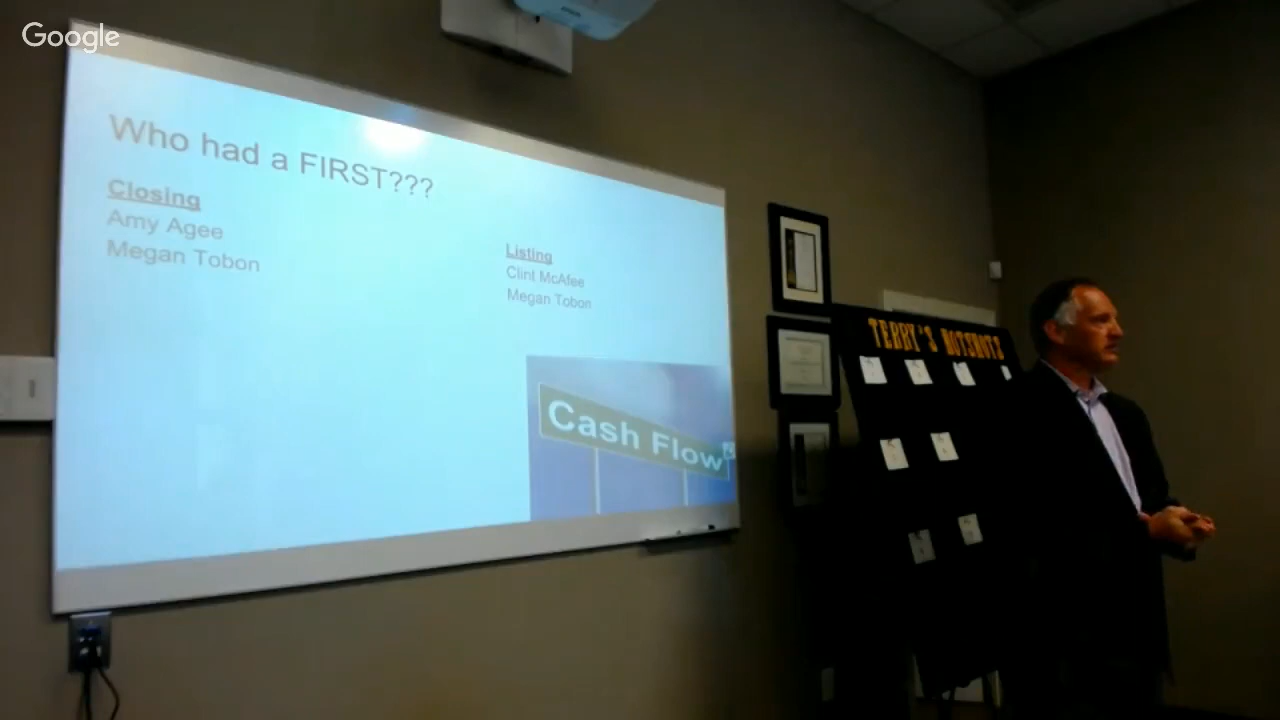 Google
Who had a FIRST???
Closing
Amy Agee
Megan Tobon
Listing
Clint McAfee
Megan Tobon
Cash Flow
TERRY'S HOTSHOTS